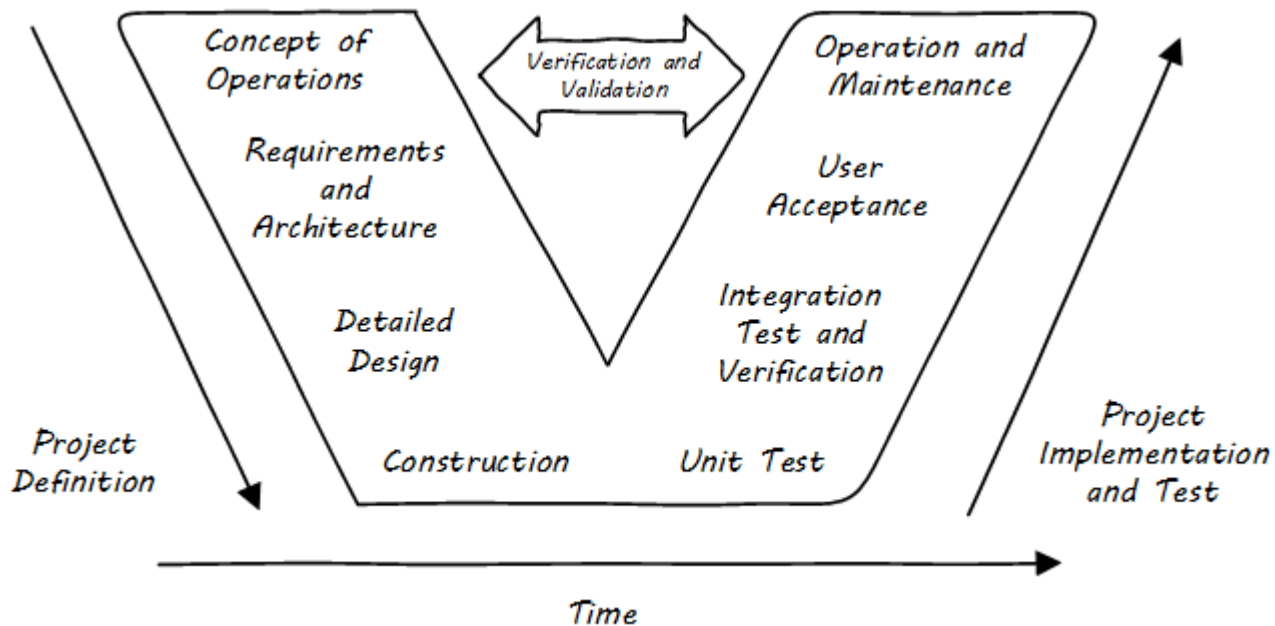 Concept of
Operations
Verification and
Validation
Operation and
Maintenance
Requirements
and
Architecture
User
Acceptance
Detailed
Design
Integration
Test and
Verification
Project
Definition
Construction
Unit Test
Project
Implementation
and Test
Time